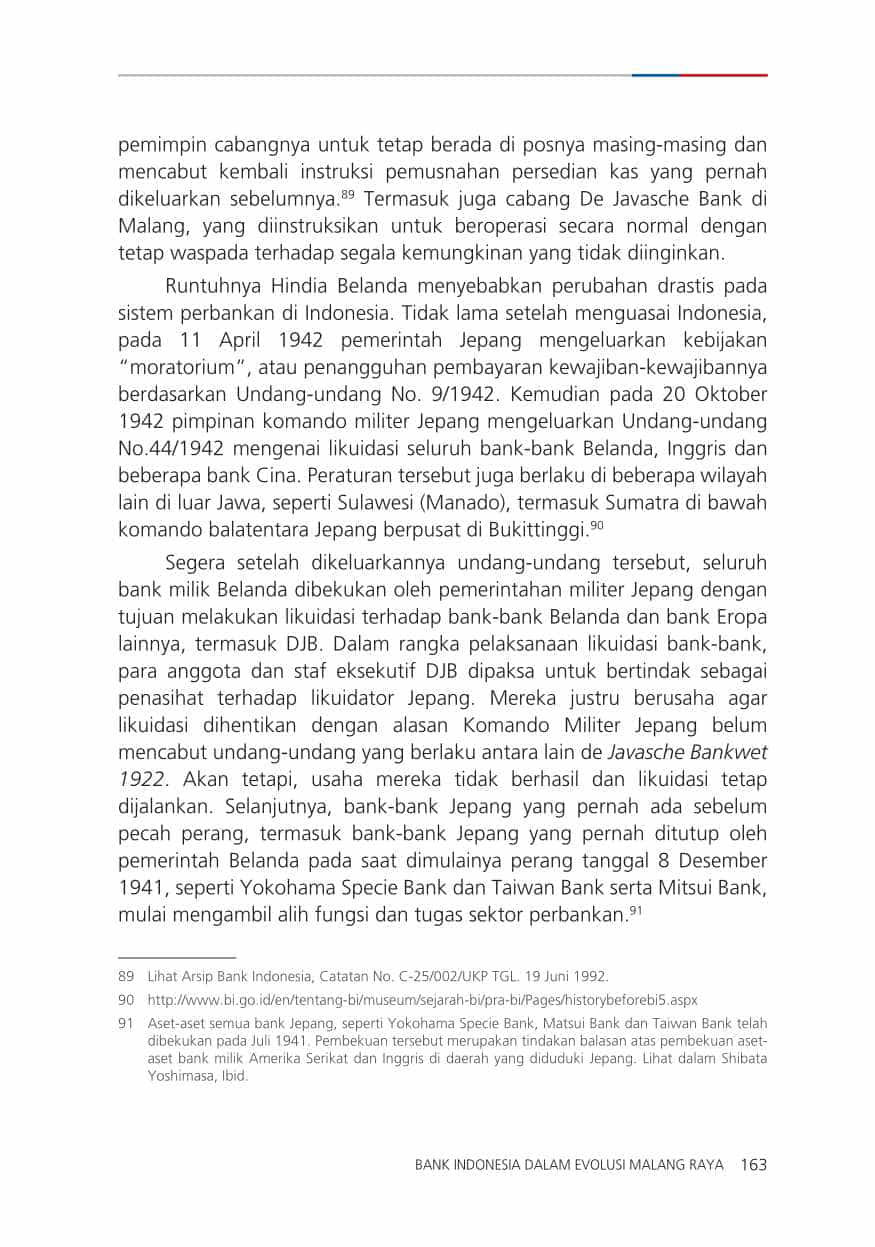 pemimpin cabangnya untuk tetap berada di posnya masing-masing dan
mencabut kembali instruksi pemusnahan persedian kas yang pernah
dikeluarkan sebelumnya.89 Termasuk juga cabang De Javasche Bank di
Malang, yang diinstruksikan untuk beroperasi secara normal dengan
tetap waspada terhadap segala kemungkinan yang tidak diinginkan.
Runtuhnya Hindia Belanda menyebabkan perubahan drastis pada
sistem perbankan di Indonesia. Tidak lama setelah menguasai Indonesia,
pada 11 April 1942 pemerintah Jepang mengeluarkan kebijakan
“moratorium”, atau penangguhan pembayaran kewajiban-kewajibannya
berdasarkan Undang-undang No. 9/1942. Kemudian pada 20 Oktober
1942 pimpinan komando militer Jepang mengeluarkan Undang-undang
No.44/1942 mengenai likuidasi seluruh bank-bank Belanda, Inggris dan
beberapa bank Cina. Peraturan tersebut juga berlaku di beberapa wilayah
lain di luar Jawa, seperti Sulawesi (Manado), termasuk Sumatra di bawah
komando balatentara Jepang berpusat di Bukittinggi.90
Segera setelah dikeluarkannya undang-undang tersebut, seluruh
bank milik Belanda dibekukan oleh pemerintahan militer Jepang dengan
tujuan melakukan likuidasi terhadap bank-bank Belanda dan bank Eropa
lainnya, termasuk DJB. Dalam rangka pelaksanaan likuidasi bank-bank,
para anggota dan staf eksekutif DJB dipaksa untuk bertindak sebagai
penasihat terhadap likuidator Jepang. Mereka justru berusaha agar
likuidasi dihentikan dengan alasan Komando Militer Jepang belum
mencabut undang-undang yang berlaku antara lain de Javasche Bankwet
1922. Akan tetapi, usaha mereka tidak berhasil dan likuidasi tetap
dijalankan. Selanjutnya, bank-bank Jepang yang pernah ada sebelum
pecah perang, termasuk bank-bank Jepang yang pernah ditutup oleh
pemerintah Belanda pada saat dimulainya perang tanggal 8 Desember
1941, seperti Yokohama Specie Bank dan Taiwan Bank serta Mitsui Bank,
mulai mengambil alih fungsi dan tugas sektor perbankan.91
89 Lihat Arsip Bank Indonesia, Catatan No. C-25/002/UKP TGL. 19 Juni 1992.
90 http://www.bi.go.id/en/tentang-bi/museum/sejarah-bi/pra-bi/Pages/historybeforebi5.aspx
91 Aset-aset semua bank Jepang, seperti Yokohama Specie Bank, Matsui Bank dan Taiwan Bank telah
dibekukan pada Juli 1941. Pembekuan tersebut merupakan tindakan balasan atas pembekuan aset-
aset bank milik Amerika Serikat dan Inggris di daerah yang diduduki Jepang. Lihat dalam Shibata
Yoshimasa, Ibid.
BANK INDONESIA DALAM EVOLUSI MALANG RAYA 163